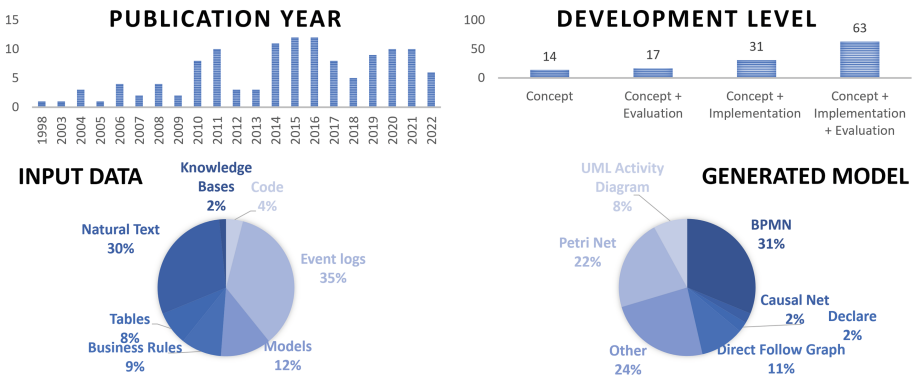 PUBLICATION YEAR
15
10
5
0
1998 2003 2004 2005 2006 2007 2008 2009 2010 2011 2012 2013 2014 2015 2016 2017 2018 2019 2020 2021 2022
DEVELOPMENT LEVEL
100
50
0
14 17 31 63
Concept
Concept +
Evaluation
Concept +
Implementation
Concept +
Implementation
+ Evaluation
INPUT DATA
Knowledge
Bases
2%
Code
4%
Natural Text
30%
Event logs
35%
Tables
8%
Business Rules
9%
Models
12%
GENERATED MODEL
UML Activity
Diagram
8%
BPMN
31%
Petri Net
22%
Causal Net
2%
Declare
2%
Other
24%
Direct Follow Graph
11%